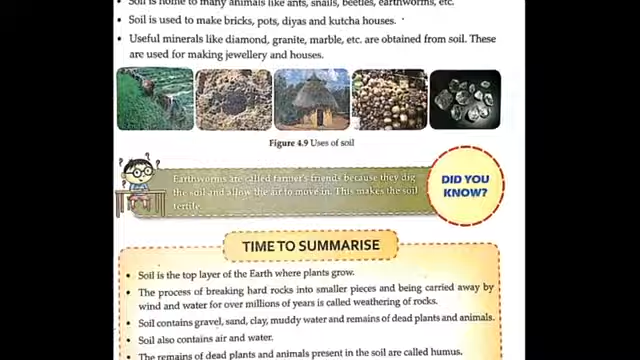 • Soil is home to many animals like ants, snails, beetles, earthworms, etc.
• Soil is used to make bricks, pots, diyas and kutcha houses.
• Useful minerals like diamond, granite, marble, etc. are obtained from soil. These
are used for making jewellery and houses.
Figure 4.9 Uses of soil
Earthworms are called farmer's friends because they dig
the soil and allow the air to move in. This makes the soil
fertile.
DID YOU
KNOW?
TIME TO SUMMARISE
• Soil is the top layer of the Earth where plants grow.
• The process of breaking hard rocks into smaller pieces and being carried away by
wind and water for over millions of years is called weathering of rocks.
• Soil contains gravel, sand, clay, muddy water and remains of dead plants and animals.
• Soil also contains air and water.
• The remains of dead plants and animals present in the soil are called humus.